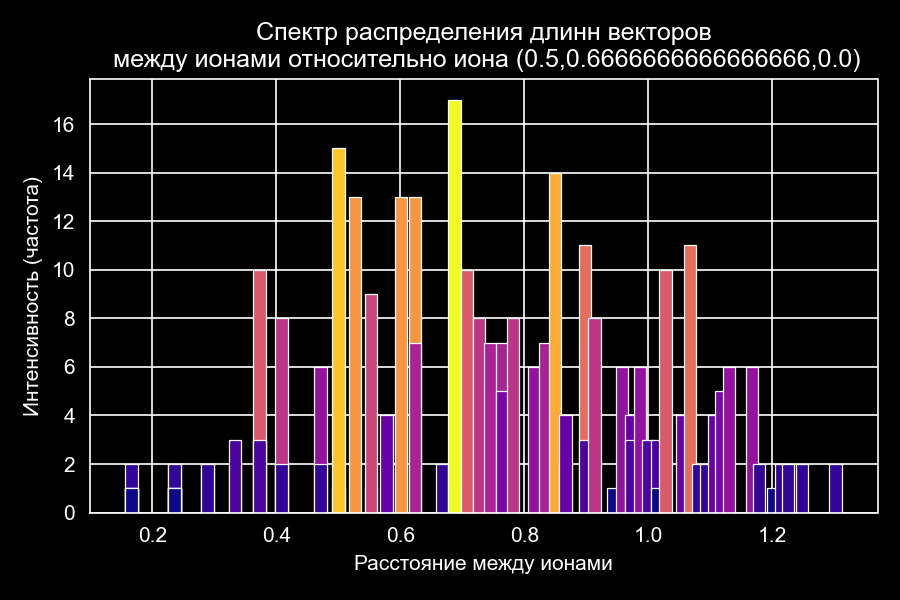 Спектр распределения длинн векторов
между ионами относительно иона (0.5,0.6666666666666666,0.0)
Интенсивность (частота)
16
14
12
10
8
6
4
2
0
0.2 0.4 0.6 0.8 1.0 1.2
Расстояние между ионами